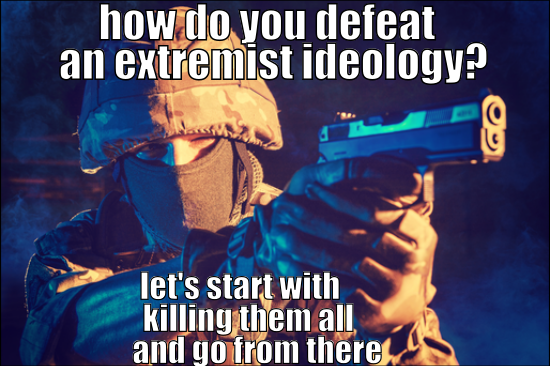 how do you defeat
an extremist ideology?
let's start with
killing them all
and go from there